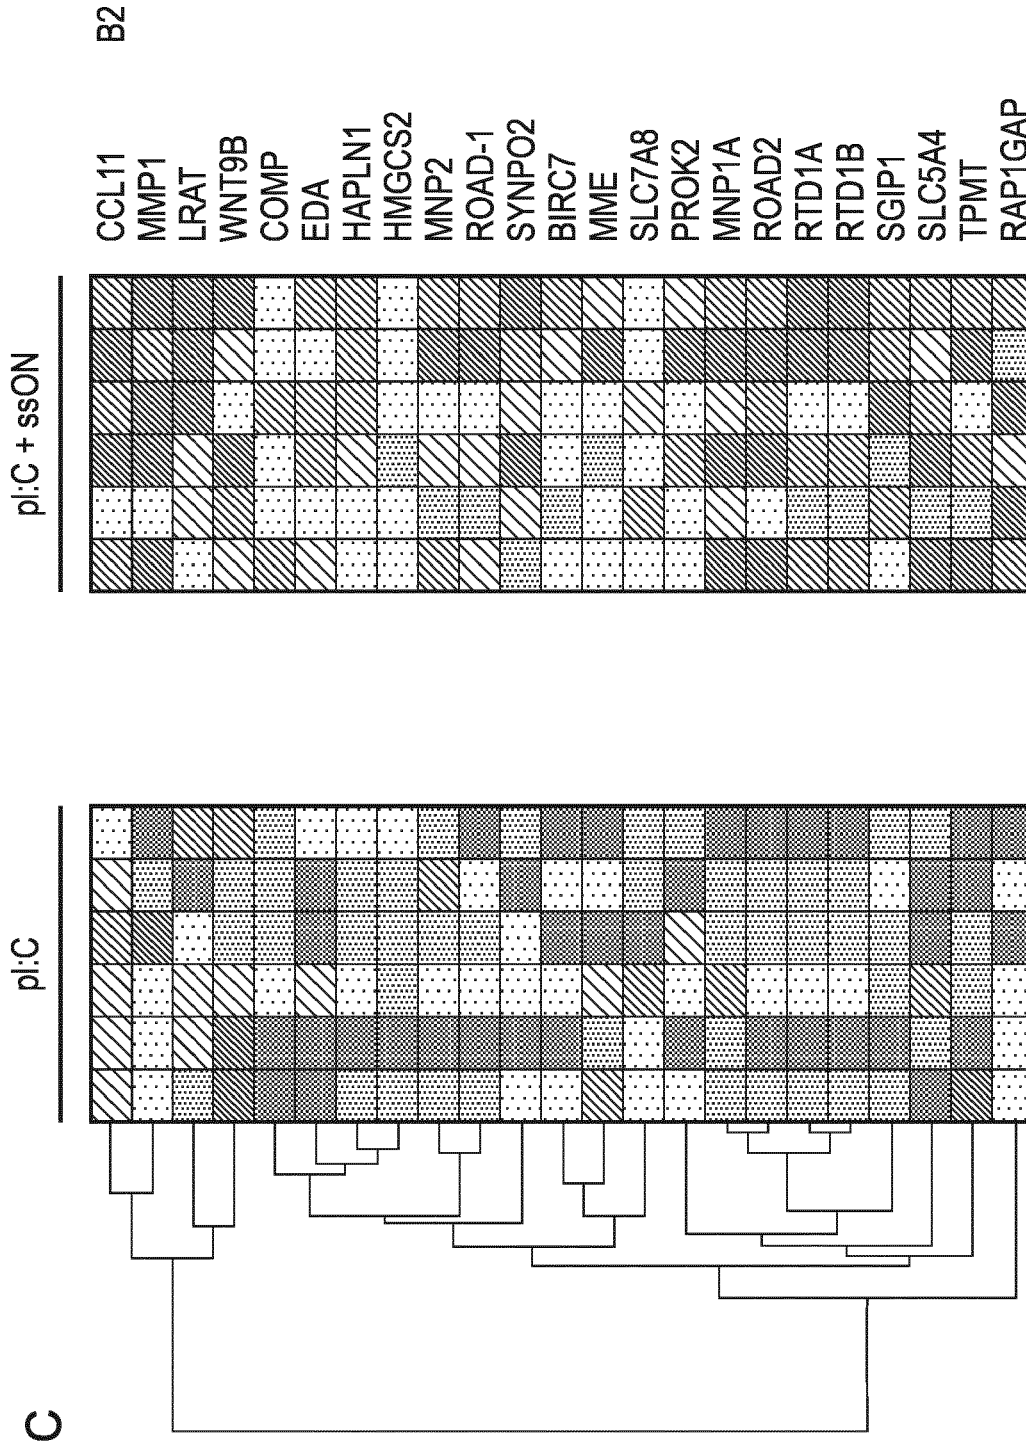 C
pI:C
pI:C + ssON
B2
CCL11
MMP1
LRAT
WNT9B
COMP
EDA
HAPLN1
HMGCS2
MNP2
ROAD-1
SYNPO2
BIRC7
MME
SLC7A8
PROK2
MNP1A
ROAD2
RTD1A
RTD1B
SGIP1
SLC5A4
TPMT
RAP1GAP